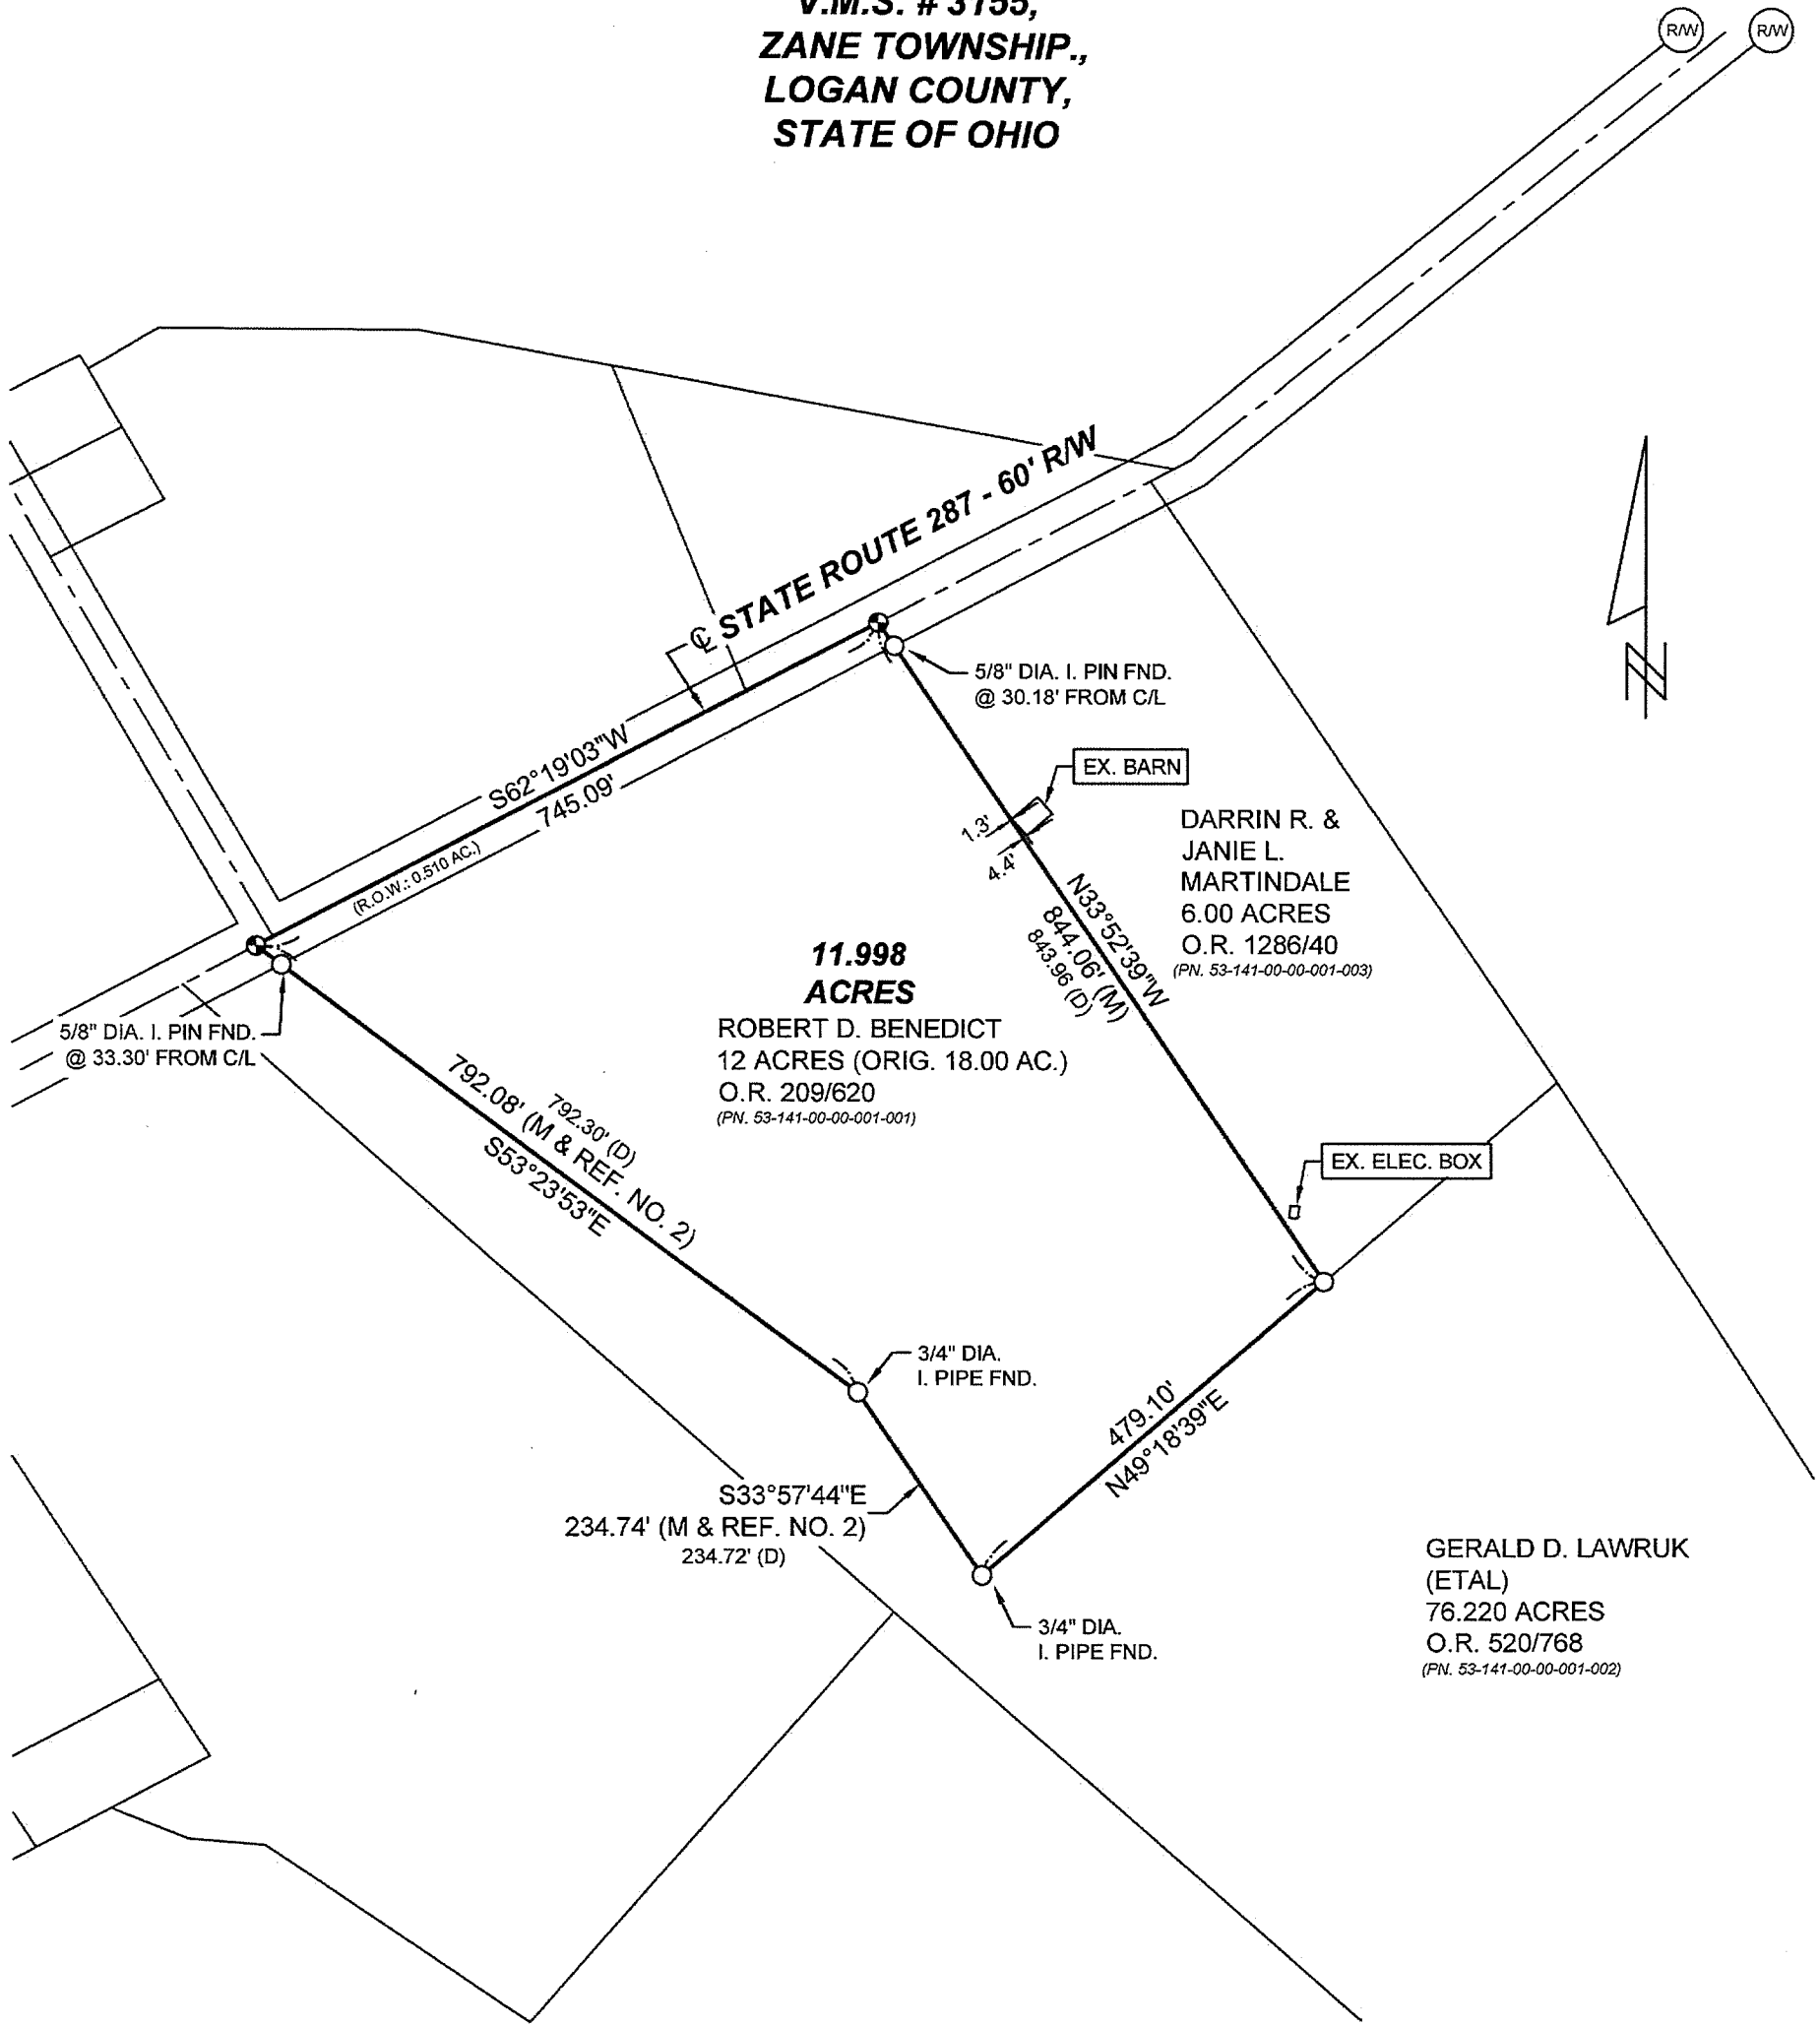 V.M.S. # 3155,
ZANE TOWNSHIP.,
LOGAN COUNTY,
STATE OF OHIO
R/W
R/W
℄ STATE ROUTE 287 - 60' R/W
5/8" DIA. I. PIN FND.
@ 30.18' FROM C/L
S62°19'03"W
745.09'
(R.O.W.: 0.510 AC.)
EX. BARN
1.3'
4.4'
DARRIN R. &
JANIE L.
MARTINDALE
6.00 ACRES
O.R. 1286/40
(PN. 53-141-00-00-001-003)
N33°52'39"W
844.06' (M)
843.96 (D)
11.998
ACRES
ROBERT D. BENEDICT
12 ACRES (ORIG. 18.00 AC.)
O.R. 209/620
(PN. 53-141-00-00-001-001)
5/8" DIA. I. PIN FND.
@ 33.30' FROM C/L
792.30' (D)
792.08' (M & REF. NO. 2)
S53°23'53"E
EX. ELEC. BOX
3/4" DIA.
I. PIPE FND.
479.10'
N49°18'39"E
S33°57'44"E
234.74' (M & REF. NO. 2)
234.72' (D)
3/4" DIA.
I. PIPE FND.
GERALD D. LAWRUK
(ETAL)
76.220 ACRES
O.R. 520/768
(PN. 53-141-00-00-001-002)
N